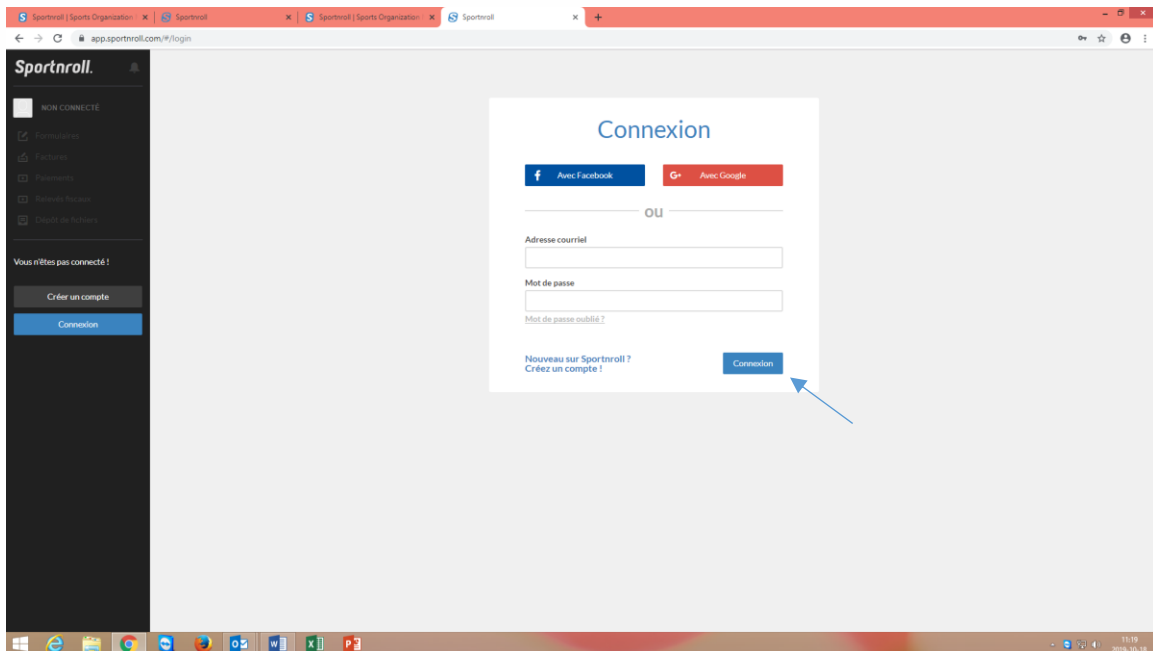 Sportnroll | Sports Organization
Sportnroll
Sportnroll | Sports Organization
Sportnroll
app.sportnroll.com/#/login
Sportnroll.
NON CONNECTÉ
Formulaires
Factures
Paiements
Relevés fiscaux
Dépôt de fichiers
Vous n'êtes pas connecté !
Créer un compte
Connexion
Connexion
Avec Facebook
G+ Avec Google
ou
Adresse courriel
Mot de passe
Mot de passe oublié ?
Nouveau sur Sportnroll ?
Créez un compte !
Connexion
11:19